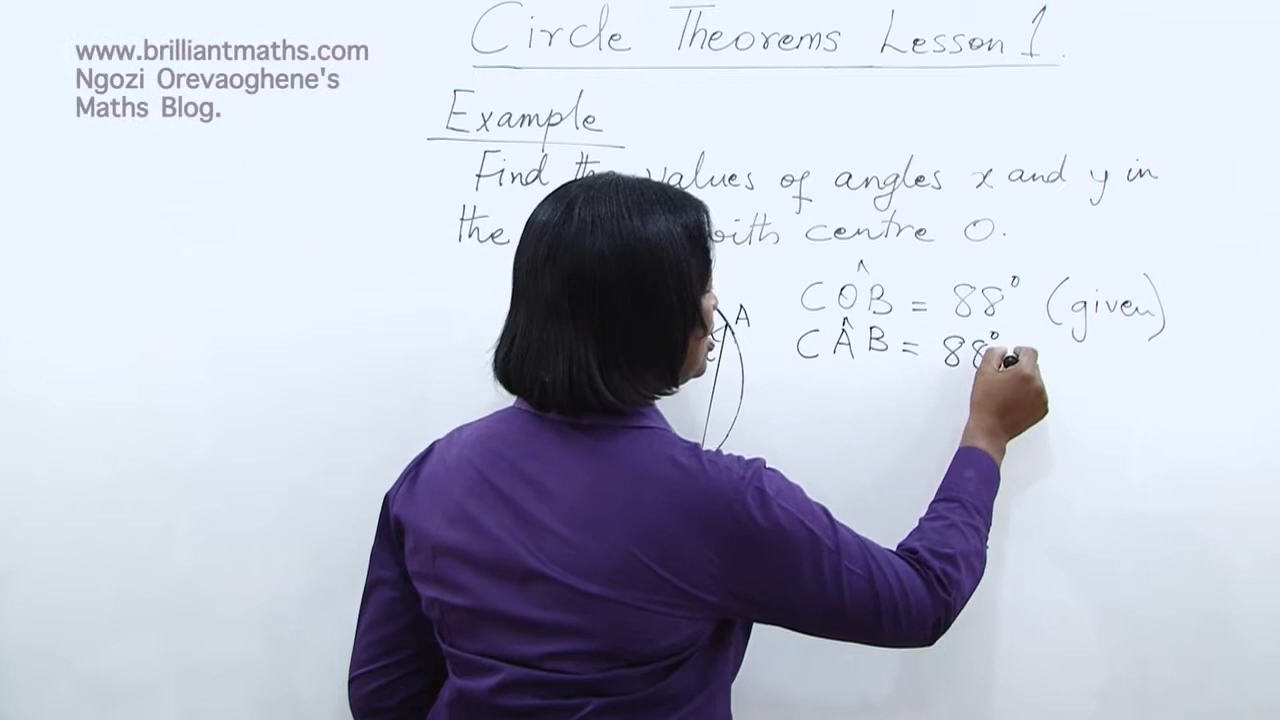 Circle Theorems Lesson 1.
www.brilliantmaths.com
Ngozi Orevaoghene's
Maths Blog.
Example
Find values of angles x and y in
the with centre O.
CÔB = 88° (given)
A
CÂB = 88°